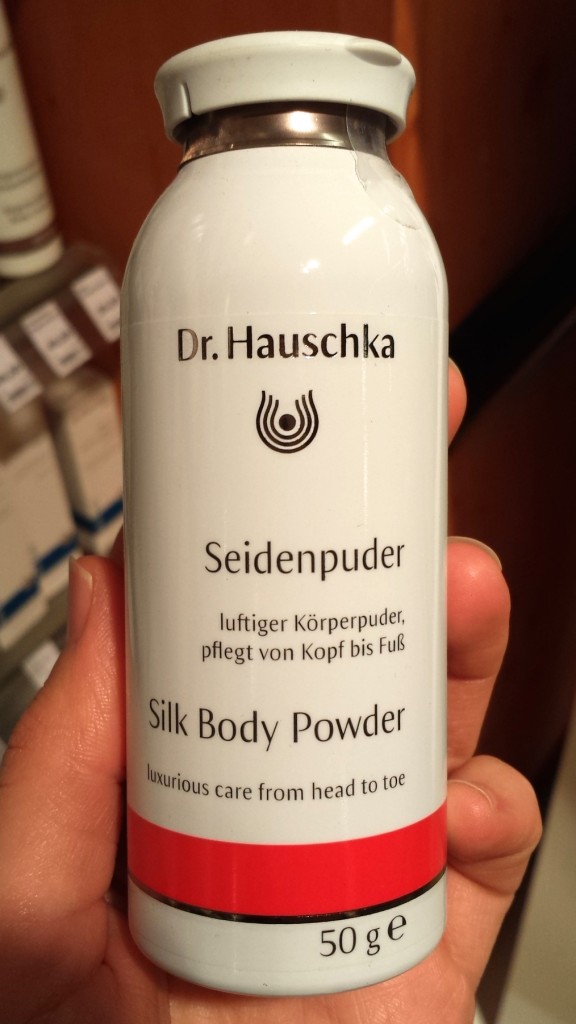 Dr. Hauschka
Seidenpuder
luftiger Körperpuder,
pflegt von Kopf bis Fuß
Silk Body Powder
luxurious care from head to toe
50 g ℮